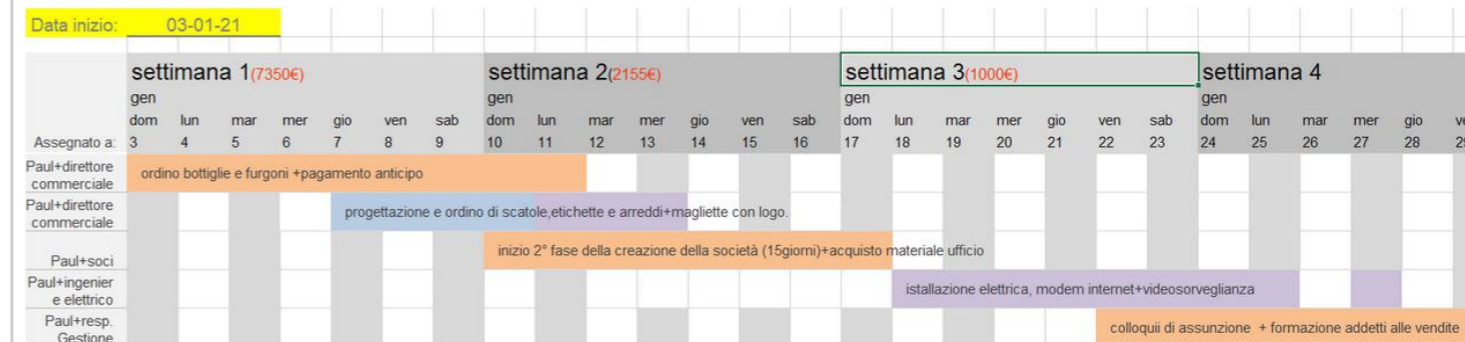 Data inizio: 03-01-21
settimana 1(7350€) settimana 2(2155€) settimana 3(1000€) settimana 4
gen gen gen gen
dom lun mar mer gio ven sab dom lun mar mer gio ven sab dom lun mar mer gio ven sab dom lun mar mer gio
Assegnato a: 3 4 5 6 7 8 9 10 11 12 13 14 15 16 17 18 19 20 21 22 23 24 25 26 27 28
Paul+direttore
commerciale
ordino bottiglie e furgoni +pagamento anticipo
Paul+direttore
commerciale
progettazione e ordino di scatole,etichette e arreddi+magliette con logo.
Paul+soci
inizio 2° fase della creazione della società (15giorni)+acquisto materiale ufficio
Paul+ingenier
e elettrico
istallazione elettrica, modem internet+videosorveglianza
Paul+resp.
Gestione
colloquii di assunzione + formazione addetti alle vendite